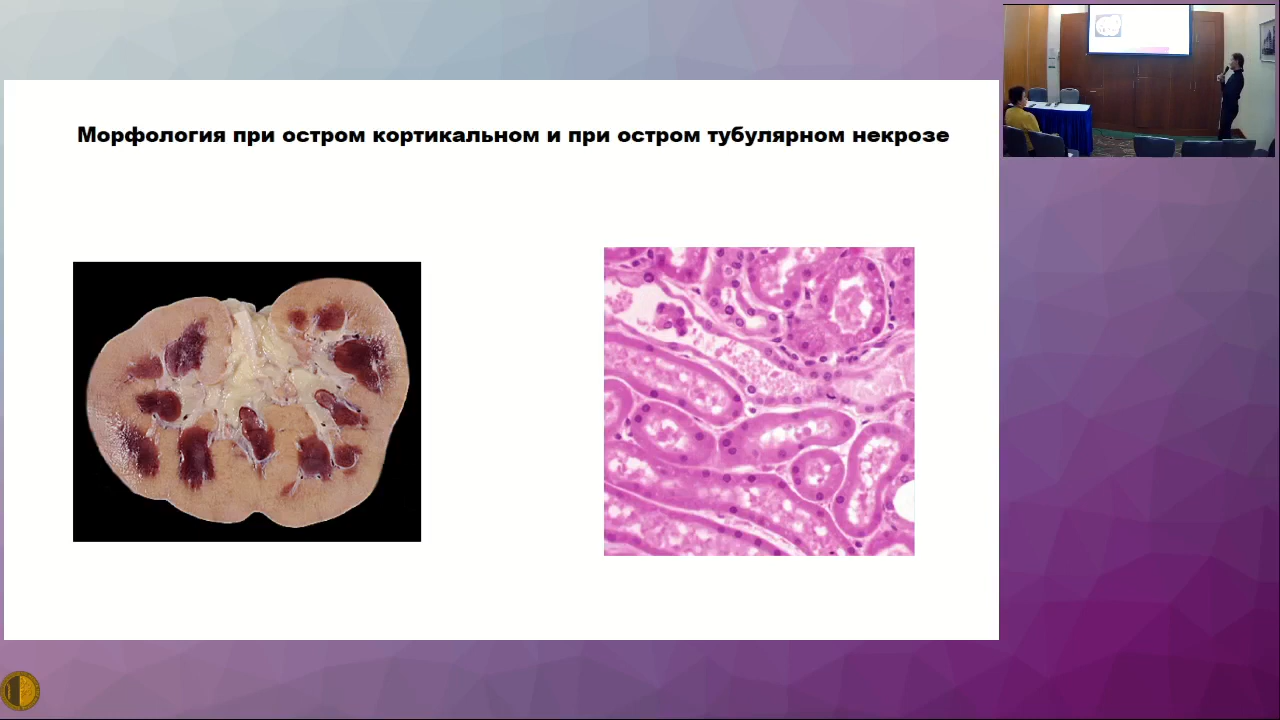 Морфология при остром кортикальном и при остром тубулярном некрозе